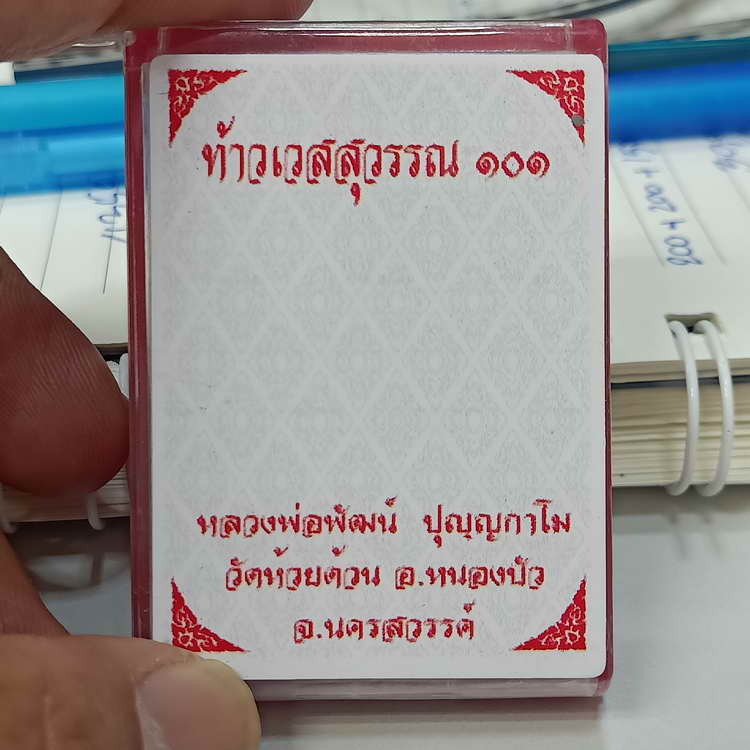 ท้าวเวสสุวรรณ ๑๐๑
หลวงพ่อพัฒน์ ปุญญกาโม
วัดห้วยด้วน อ.หนองบัว
จ.นครสวรรค์
200 + 200 +